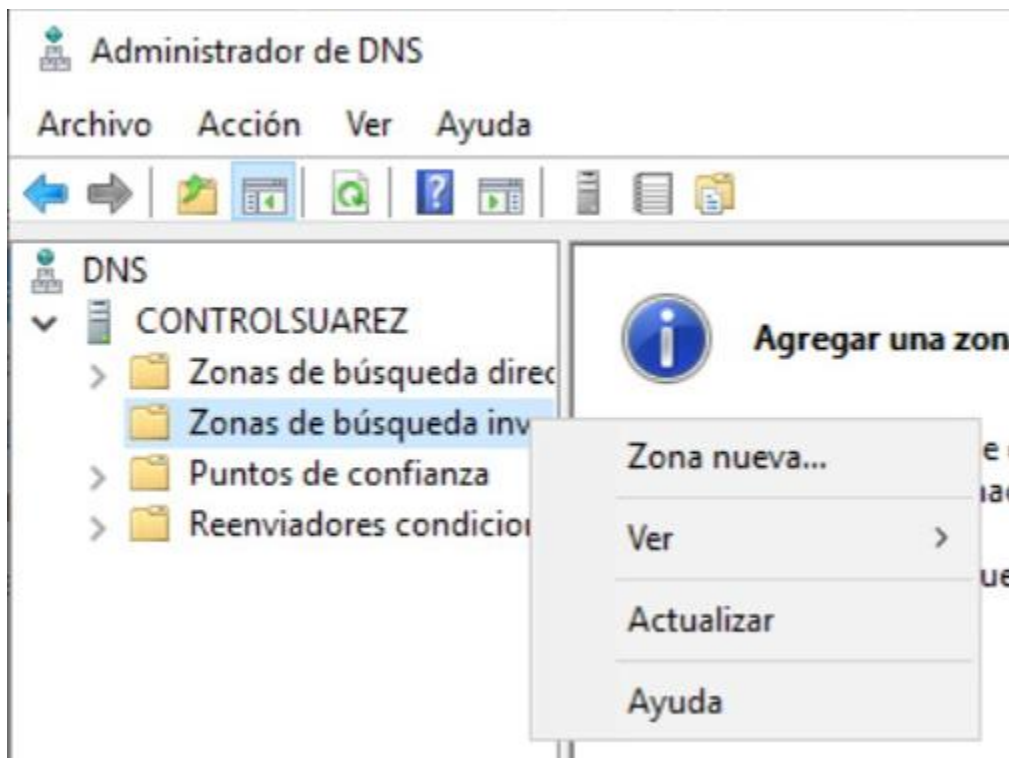 Administrador de DNS
Archivo Acción Ver Ayuda
DNS
CONTROLSUAREZ
Zonas de búsqueda direc
Zonas de búsqueda inv
Puntos de confianza
Reenviadores condicio
Agregar una zon
Zona nueva...
Ver
Actualizar
Ayuda
e
ue